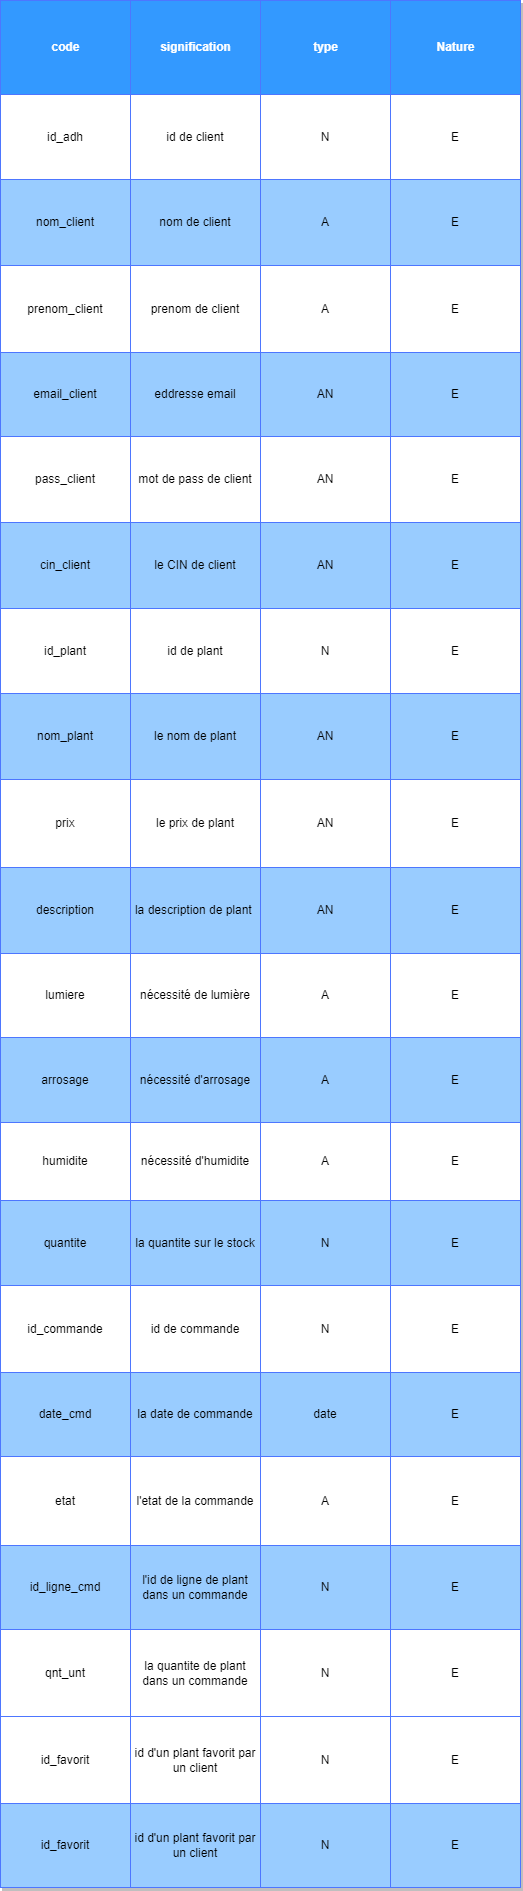 code signification type Nature
id_adh id de client N E
nom_client nom de client A E
prenom_client prenom de client A E
email_client eddresse email AN E
pass_client mot de pass de client AN E
cin_client le CIN de client AN E
id_plant id de plant N E
nom_plant le nom de plant AN E
prix le prix de plant AN E
description la description de plant AN E
lumiere nécessité de lumière A E
arrosage nécessité d'arrosage A E
humidite nécessité d'humidite A E
quantite la quantite sur le stock N E
id_commande id de commande N E
date_cmd la date de commande date E
etat l'etat de la commande A E
id_ligne_cmd l'id de ligne de plant
dans un commande N E
qnt_unt la quantite de plant
dans un commande N E
id_favorit id d'un plant favorit par
un client N E
id_favorit id d'un plant favorit par
un client N E